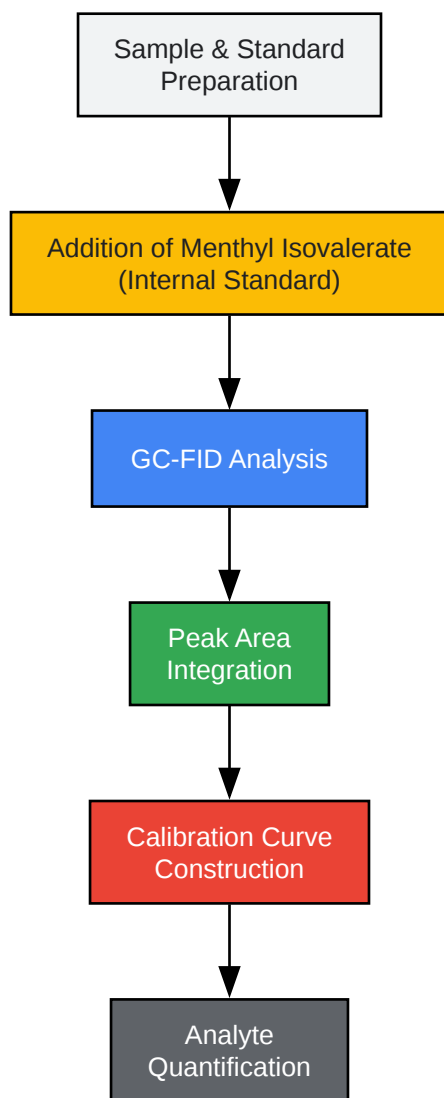 Sample & Standard
Preparation
Addition of Menthyl Isovalerate
(Internal Standard)
GC-FID Analysis
Peak Area
Integration
Calibration Curve
Construction
Analyte
Quantification